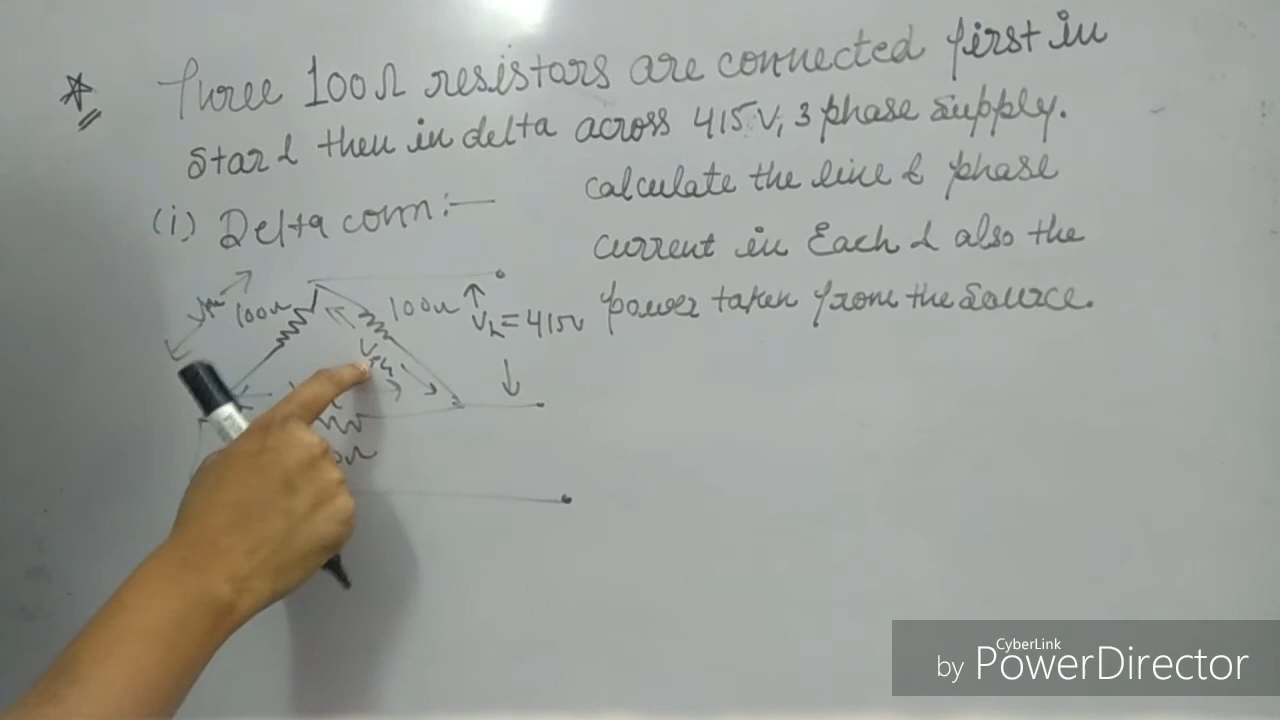 Three 100Ω resistors are connected first in
star & then in delta across 415V, 3 phase supply.
calculate the line & phase
(i) Delta conn:-
current in Each & also the
power taken from the source.
100Ω
100Ω
VL=415V
CyberLink
by PowerDirector